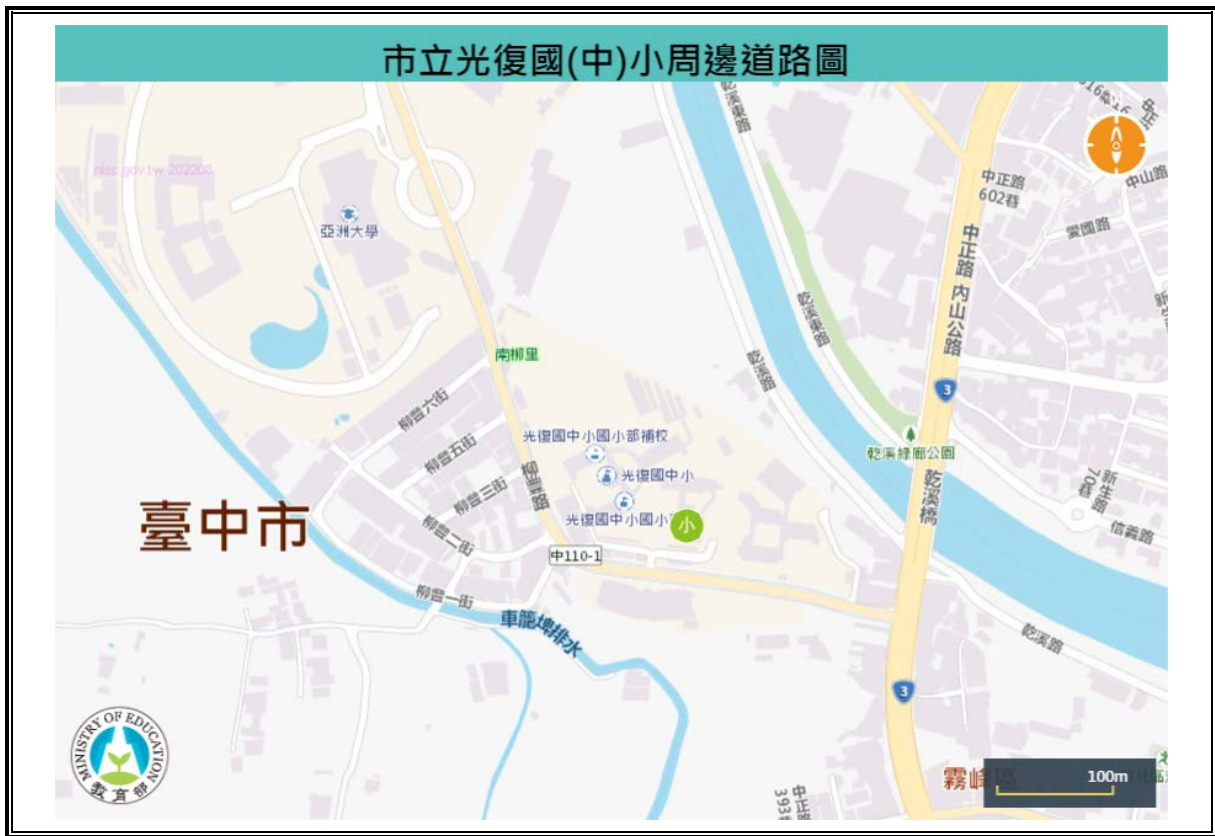 市立光復國(中)小周邊道路圖
乾溪東路
中正路
602巷
中山路
nlsc.gov.tw 202203
亞洲大學
愛國路
中正路 內山公路
乾溪東路
南柳里
乾溪路
3
柳豐六街
光復國中小國小部補校
乾溪綠廊公園
柳豐五街
光復國中小
柳豐路
柳豐三街
乾溪橋
新生路
70巷
臺中市
光復國中小國小
小
信義路
柳豐二街
中110-1
柳豐一街
車籠埤排水
乾溪路
3
MINISTRY OF EDUCATION
教育部
霧峰區
100m
中正路
393巷